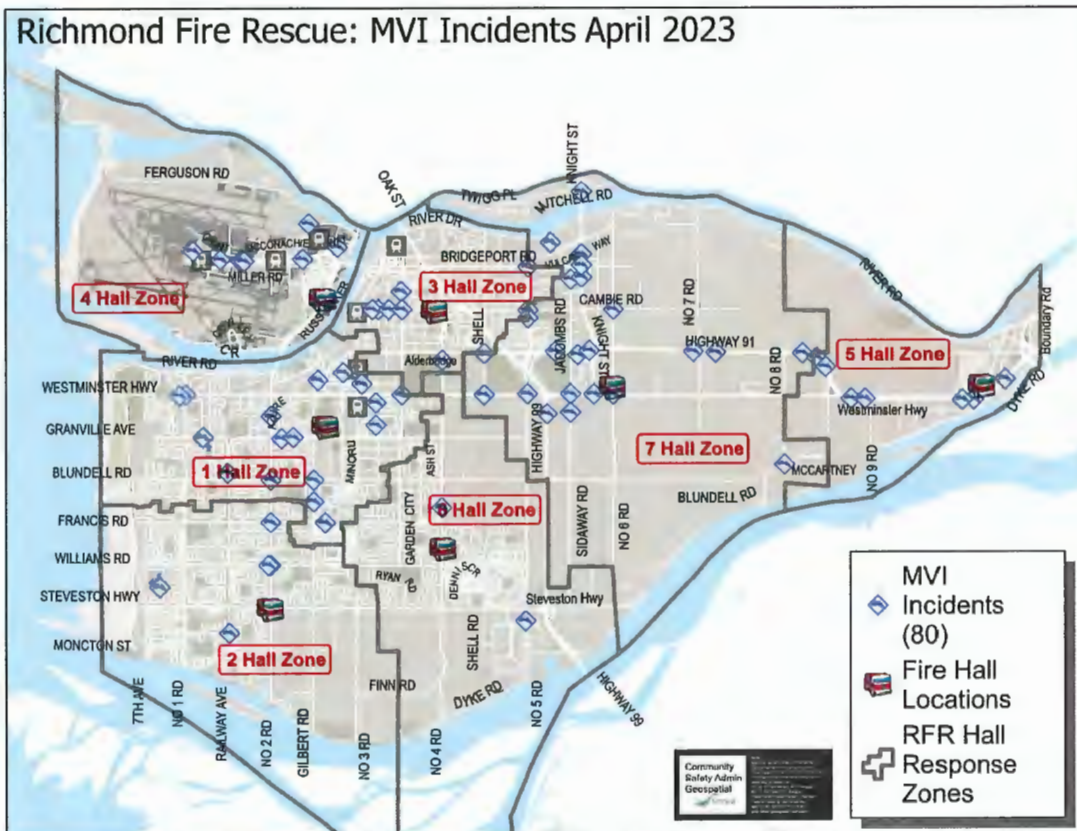 Richmond Fire Rescue: MVI Incidents April 2023
KNIGHT ST
OAK ST
MITCHELL RD
FERGUSON RD
RIVER DR
BRIDGEPORT RD
WAY
MILLER RD
RIVER RD
3 Hall Zone
4 Hall Zone
CAMBIE RD
NO 7 RD
SHELL
JACOMBS RD
HIGHWAY 91
NO 8 RD
5 Hall Zone
Boundary Rd
RIVER RD
Alderbridge
WESTMINSTER HWY
DYKE RD
Westminster Hwy
GRANVILLE AVE
MINORU
ASH ST
HIGHWAY 99
7 Hall Zone
BLUNDELL RD
1 Hall Zone
MCCARTNEY
NO 9 RD
BLUNDELL RD
FRANCIS RD
GARDEN CITY
Hall Zone
SIDAWAY RD
NO 6 RD
WILLIAMS RD
RYAN RD
STEVESTON HWY
Steveston Hwy
MONCTON ST
SHELL RD
2 Hall Zone
FINN RD
DYKE RD
HIGHWAY 99
7TH AVE
NO 1 RD
RAILWAY AVE
NO 2 RD
GILBERT RD
NO 3 RD
NO 4 RD
NO 5 RD
MVI
Incidents
(80)
Fire Hall
Locations
RFR Hall
Response
Zones
Community
Safety Admin
Geospatial